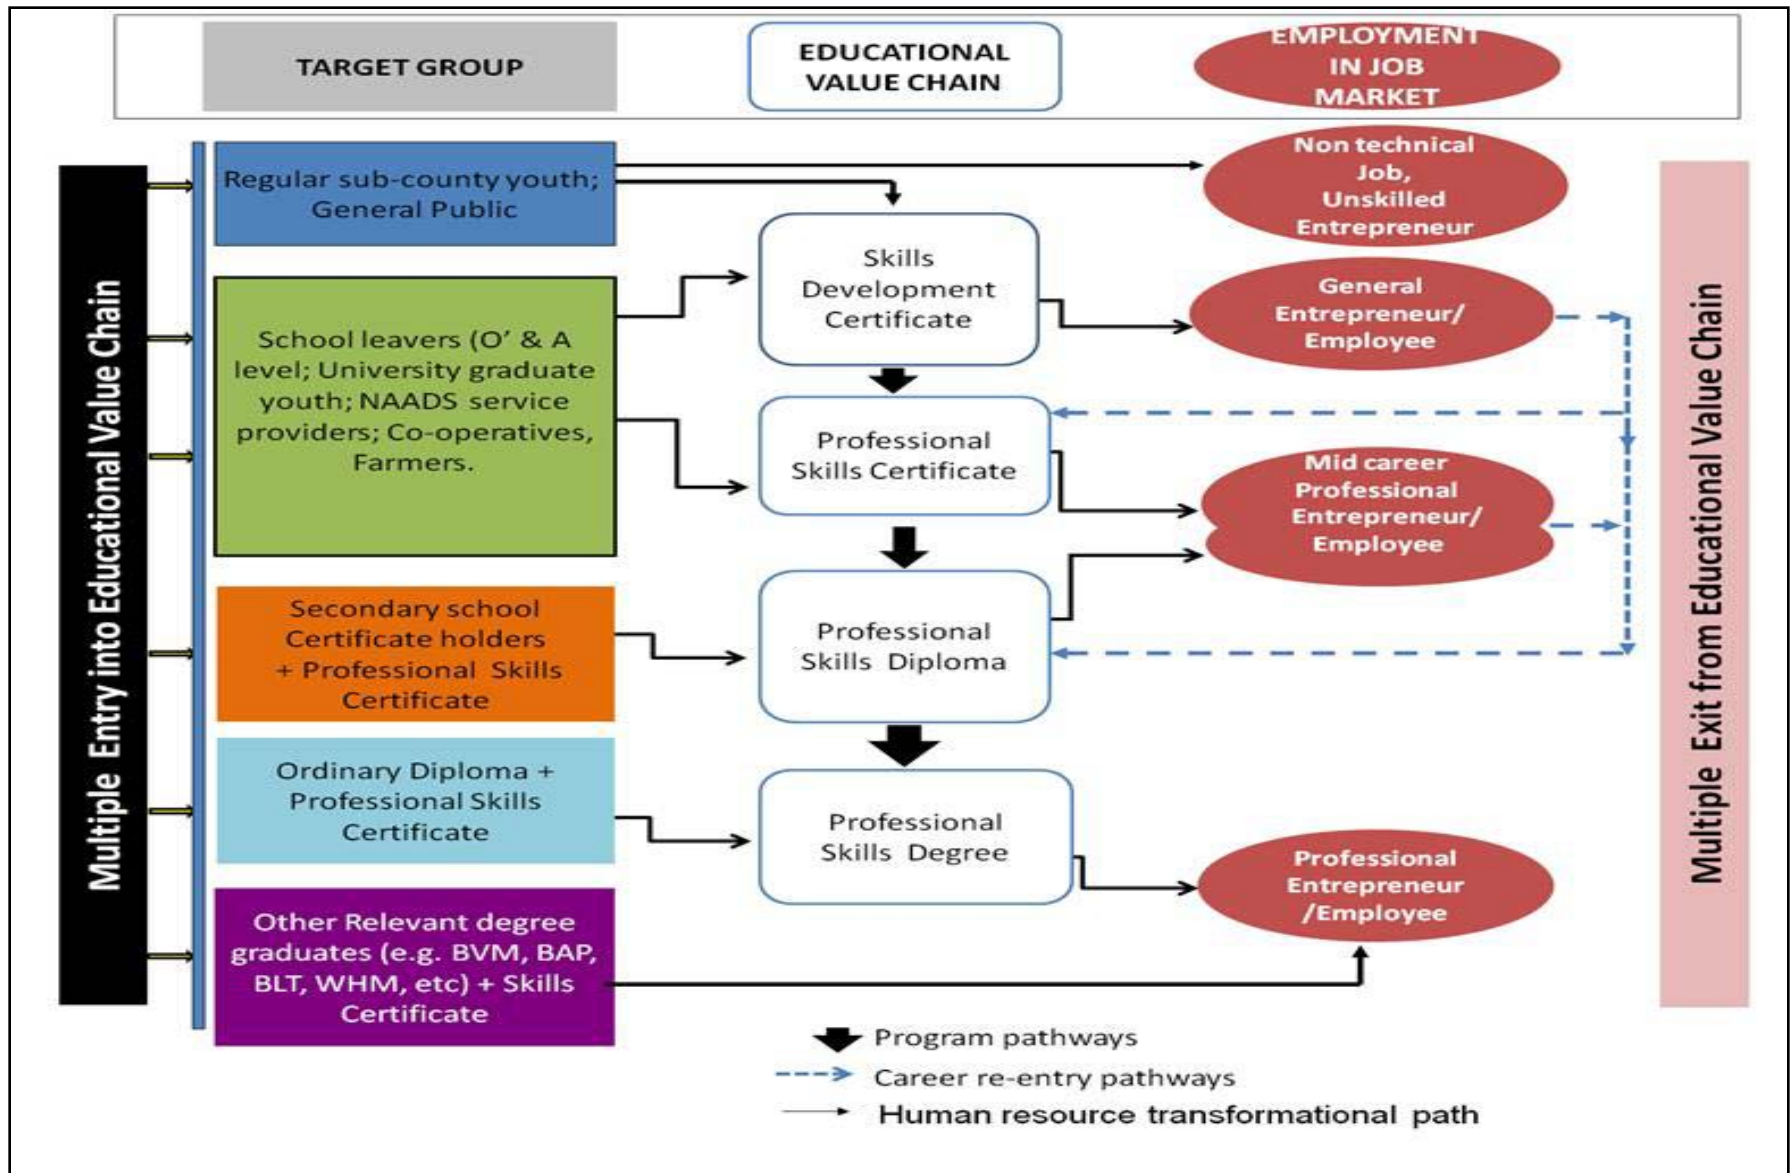 TARGET GROUP
EDUCATIONAL
VALUE CHAIN
EMPLOYMENT
IN JOB
MARKET
Multiple Entry into Educational Value Chain
Regular sub-county youth;
General Public
School leavers (O’ & A
level; University graduate
youth; NAADS service
providers; Co-operatives,
Farmers.
Secondary school
Certificate holders
+ Professional Skills
Certificate
Ordinary Diploma +
Professional Skills
Certificate
Other Relevant degree
graduates (e.g. BVM, BAP,
BLT, WHM, etc) + Skills
Certificate
Skills
Development
Certificate
Professional
Skills Certificate
Professional
Skills Diploma
Professional
Skills Degree
Non technical
Job,
Unskilled
Entrepreneur
General
Entrepreneur/
Employee
Mid career
Professional
Entrepreneur/
Employee
Professional
Entrepreneur
/Employee
Multiple Exit from Educational Value Chain
Program pathways
Career re-entry pathways
Human resource transformational path